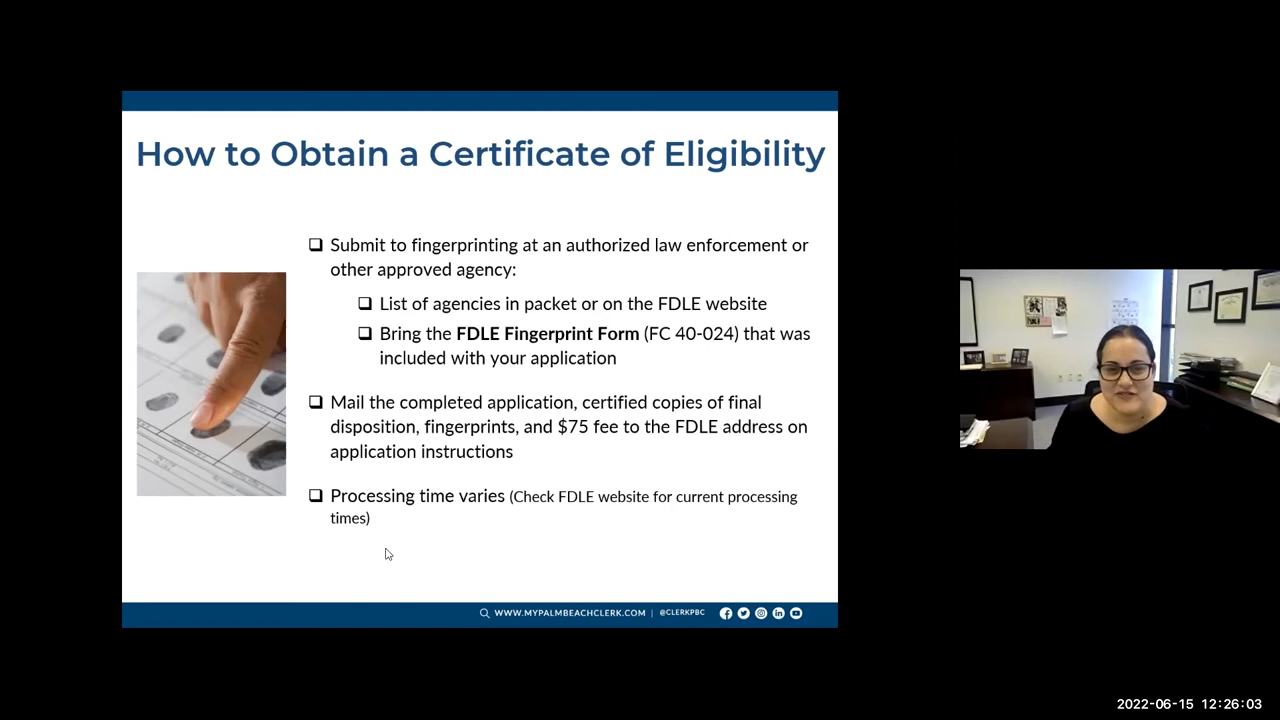 How to Obtain a Certificate of Eligibility
Submit to fingerprinting at an authorized law enforcement or
other approved agency:
List of agencies in packet or on the FDLE website
Bring the FDLE Fingerprint Form (FC 40-024) that was
included with your application
Mail the completed application, certified copies of final
disposition, fingerprints, and $75 fee to the FDLE address on
application instructions
Processing time varies (Check FDLE website for current processing
times)
WWW.MYPALMBEACHCLERK.COM | @CLERKPBC
2022-06-15 12:26:03